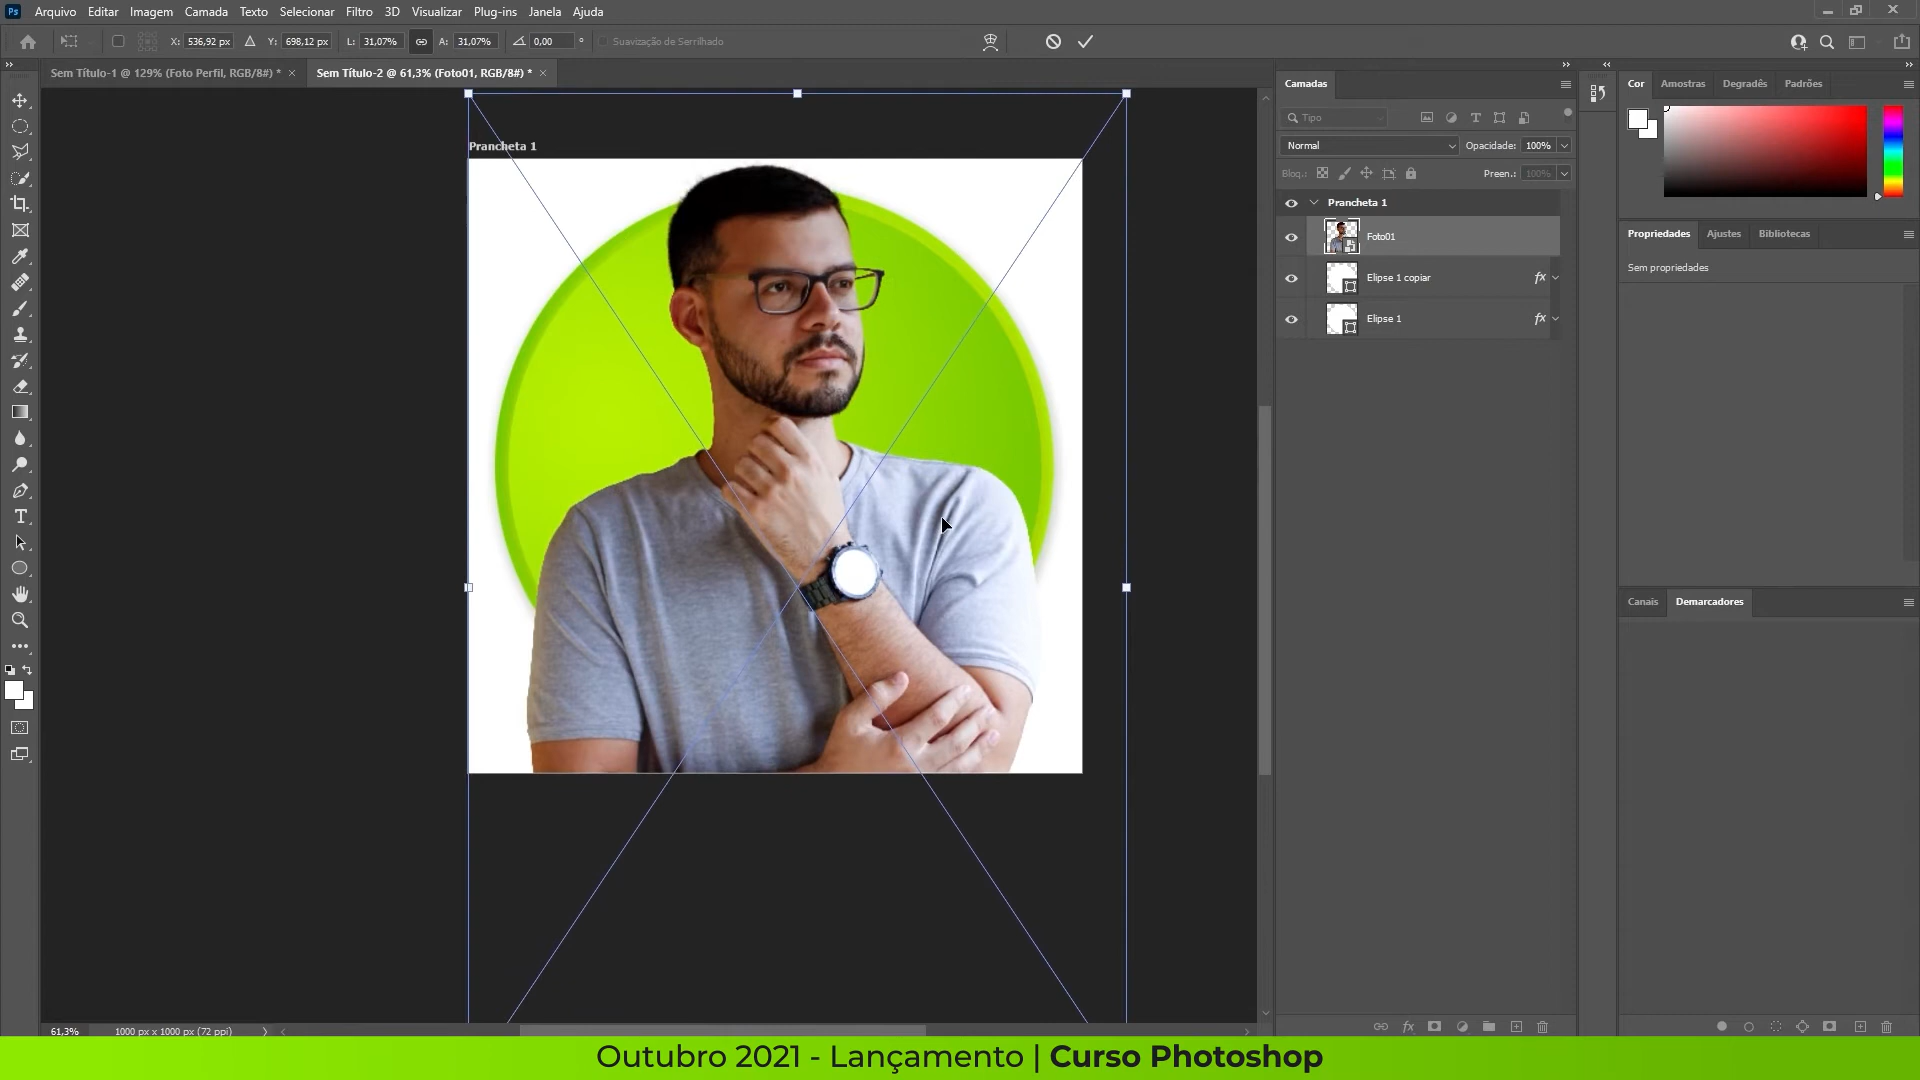 Ps Arquivo Editar Imagem Camada Texto Selecionar Filtro 3D Visualizar Plug-ins Janela Ajuda
X: 536,92 px Y: 698,12 px L: 31,07% A: 31,07% 0,00 ° Suavização de Serrilhado
Sem Título-1 @ 129% (Foto Perfil, RGB/8#) * × Sem Título-2 @ 61,3% (Foto01, RGB/8#) * ×
Prancheta 1
Camadas
Tipo
Normal Opacidade: 100%
Bloq.: Preen.: 100%
Prancheta 1
Foto01
Elipse 1 copiar fx
Elipse 1 fx
Cor Amostras Degradês Padrões
Propriedades Ajustes Bibliotecas
Sem propriedades
Canais Demarcadores
61,3% 1000 px x 1000 px (72 ppi)
fx
Outubro 2021 - Lançamento | Curso Photoshop